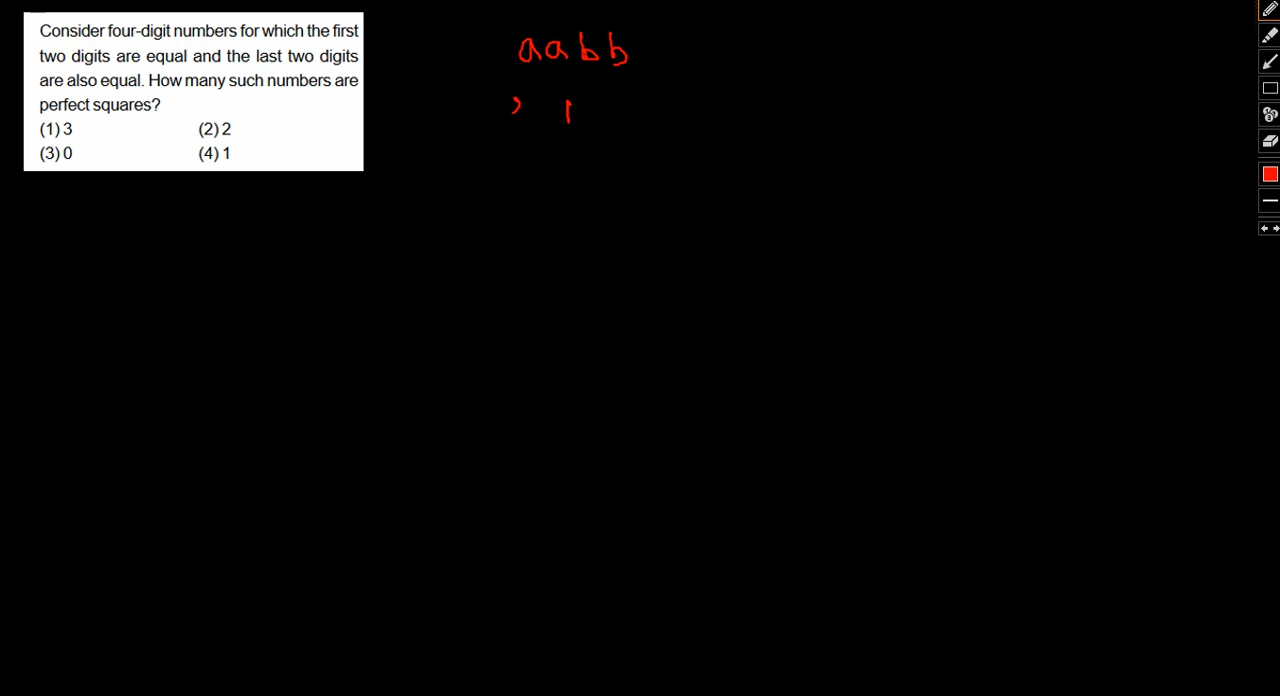 Consider four-digit numbers for which the first
two digits are equal and the last two digits
are also equal. How many such numbers are
perfect squares?
(1) 3 (2) 2
(3) 0 (4) 1
aabb